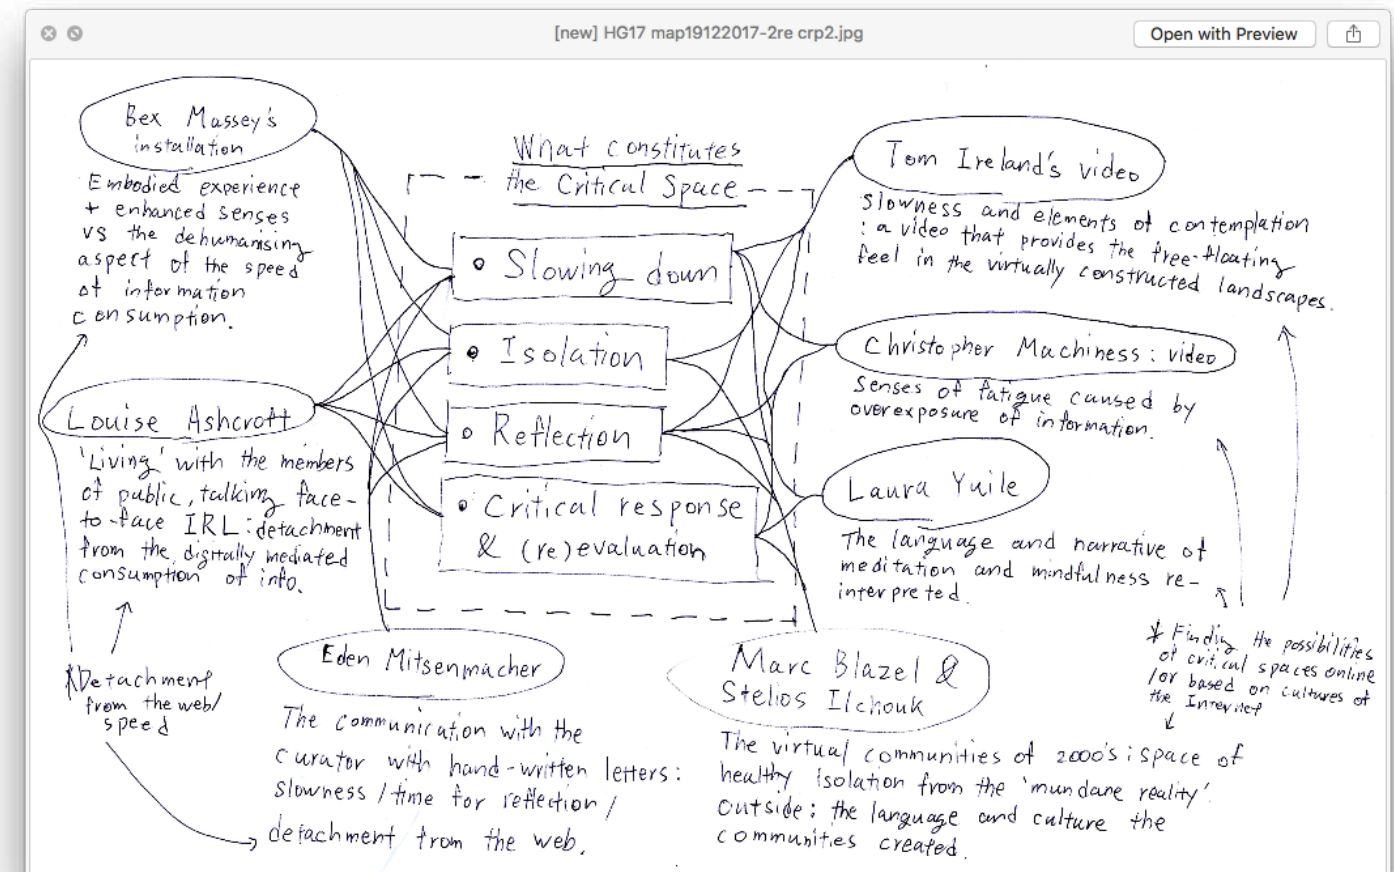 [new] HG17 map19122017-2re crp2.jpg
Open with Preview
Bex Massey's
installation
Embodied experience
+ enhanced senses
vs the dehumanising
aspect of the speed
of information
consumption.
Louise Ashcroft
'Living' with the members
of public, talking face-
to-face IRL: detachment
from the digitally mediated
consumption of info.
* Detachment
from the web/
speed
What constitutes
the Critical Space
Slowing down
Isolation
Reflection
Critical response
& (re)evaluation
Eden Mitsenmacher
The communication with the
curator with hand-written letters:
slowness / time for reflection /
detachment from the web.
Tom Ireland's video
Slowness and elements of contemplation
: a video that provides the free-floating
feel in the virtually constructed landscapes.
Christopher Machiness: video
Senses of fatigue caused by
overexposure of information.
Laura Yuile
The language and narrative of
meditation and mindfulness re-
interpreted.
* Finding the possibilities
of critical spaces online
/or based on cultures of
the Internet
Marc Blazel &
Stelios Ilchouk
The virtual communities of 2000's: space of
healthy isolation from the 'mundane reality'
outside: the language and culture the
communities created.